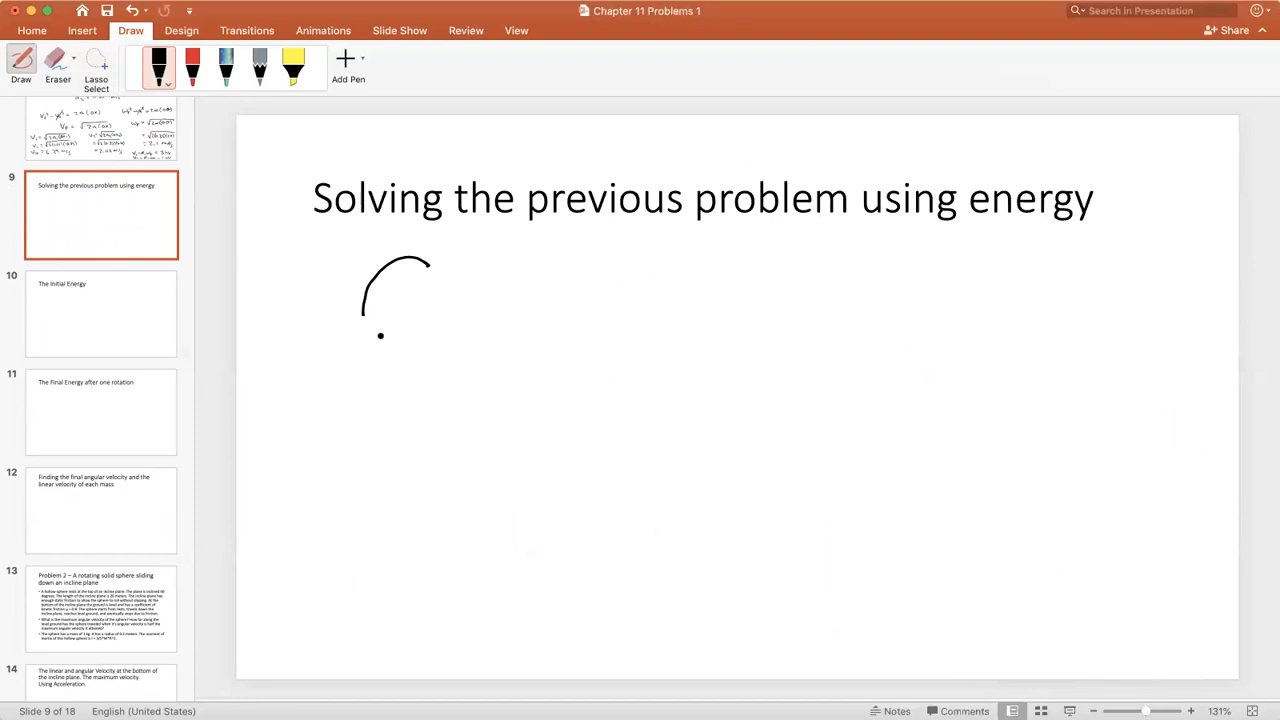 Chapter 11 Problems 1
Search in Presentation
Home Insert Draw Design Transitions Animations Slide Show Review View
Share
Draw
Eraser
Lasso
Select
Add Pen
9
Solving the previous problem using energy
10
The Initial Energy
11
The Final Energy after one rotation
12
Finding the final angular velocity and the
linear velocity of each mass
13
Problem 2 – A rotating solid sphere sliding
down an incline plane
14
The linear and angular Velocity at the bottom of
the incline plane. The maximum velocity.
Using Acceleration.
Solving the previous problem using energy
Slide 9 of 18
English (United States)
Notes
Comments
131%